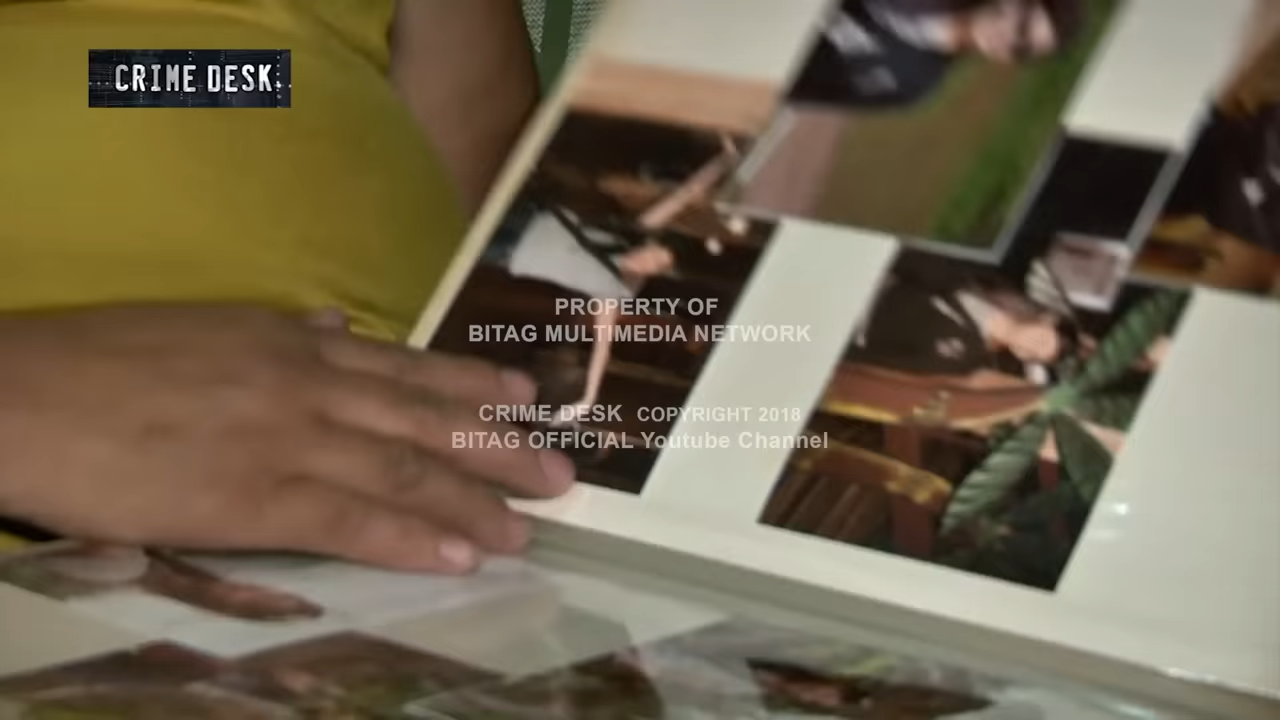 CRIME DESK
PROPERTY OF
BITAG MULTIMEDIA NETWORK
CRIME DESK COPYRIGHT 2018
BITAG OFFICIAL Youtube Channel